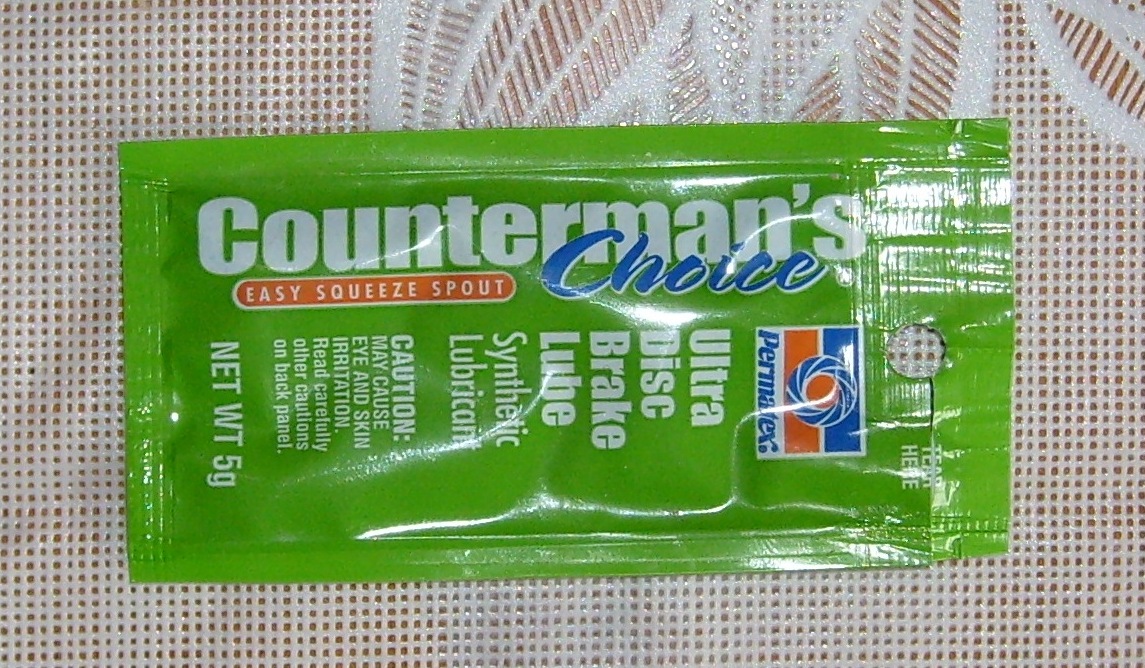 Counterman's
Choice
EASY SQUEEZE SPOUT
Permatex
TEAR
HERE
Ultra
Disc
Brake
Lube
Synthetic
Lubricant
CAUTION:
MAY CAUSE
EYE AND SKIN
IRRITATION.
Read carefully
other cautions
on back panel.
NET WT 5g